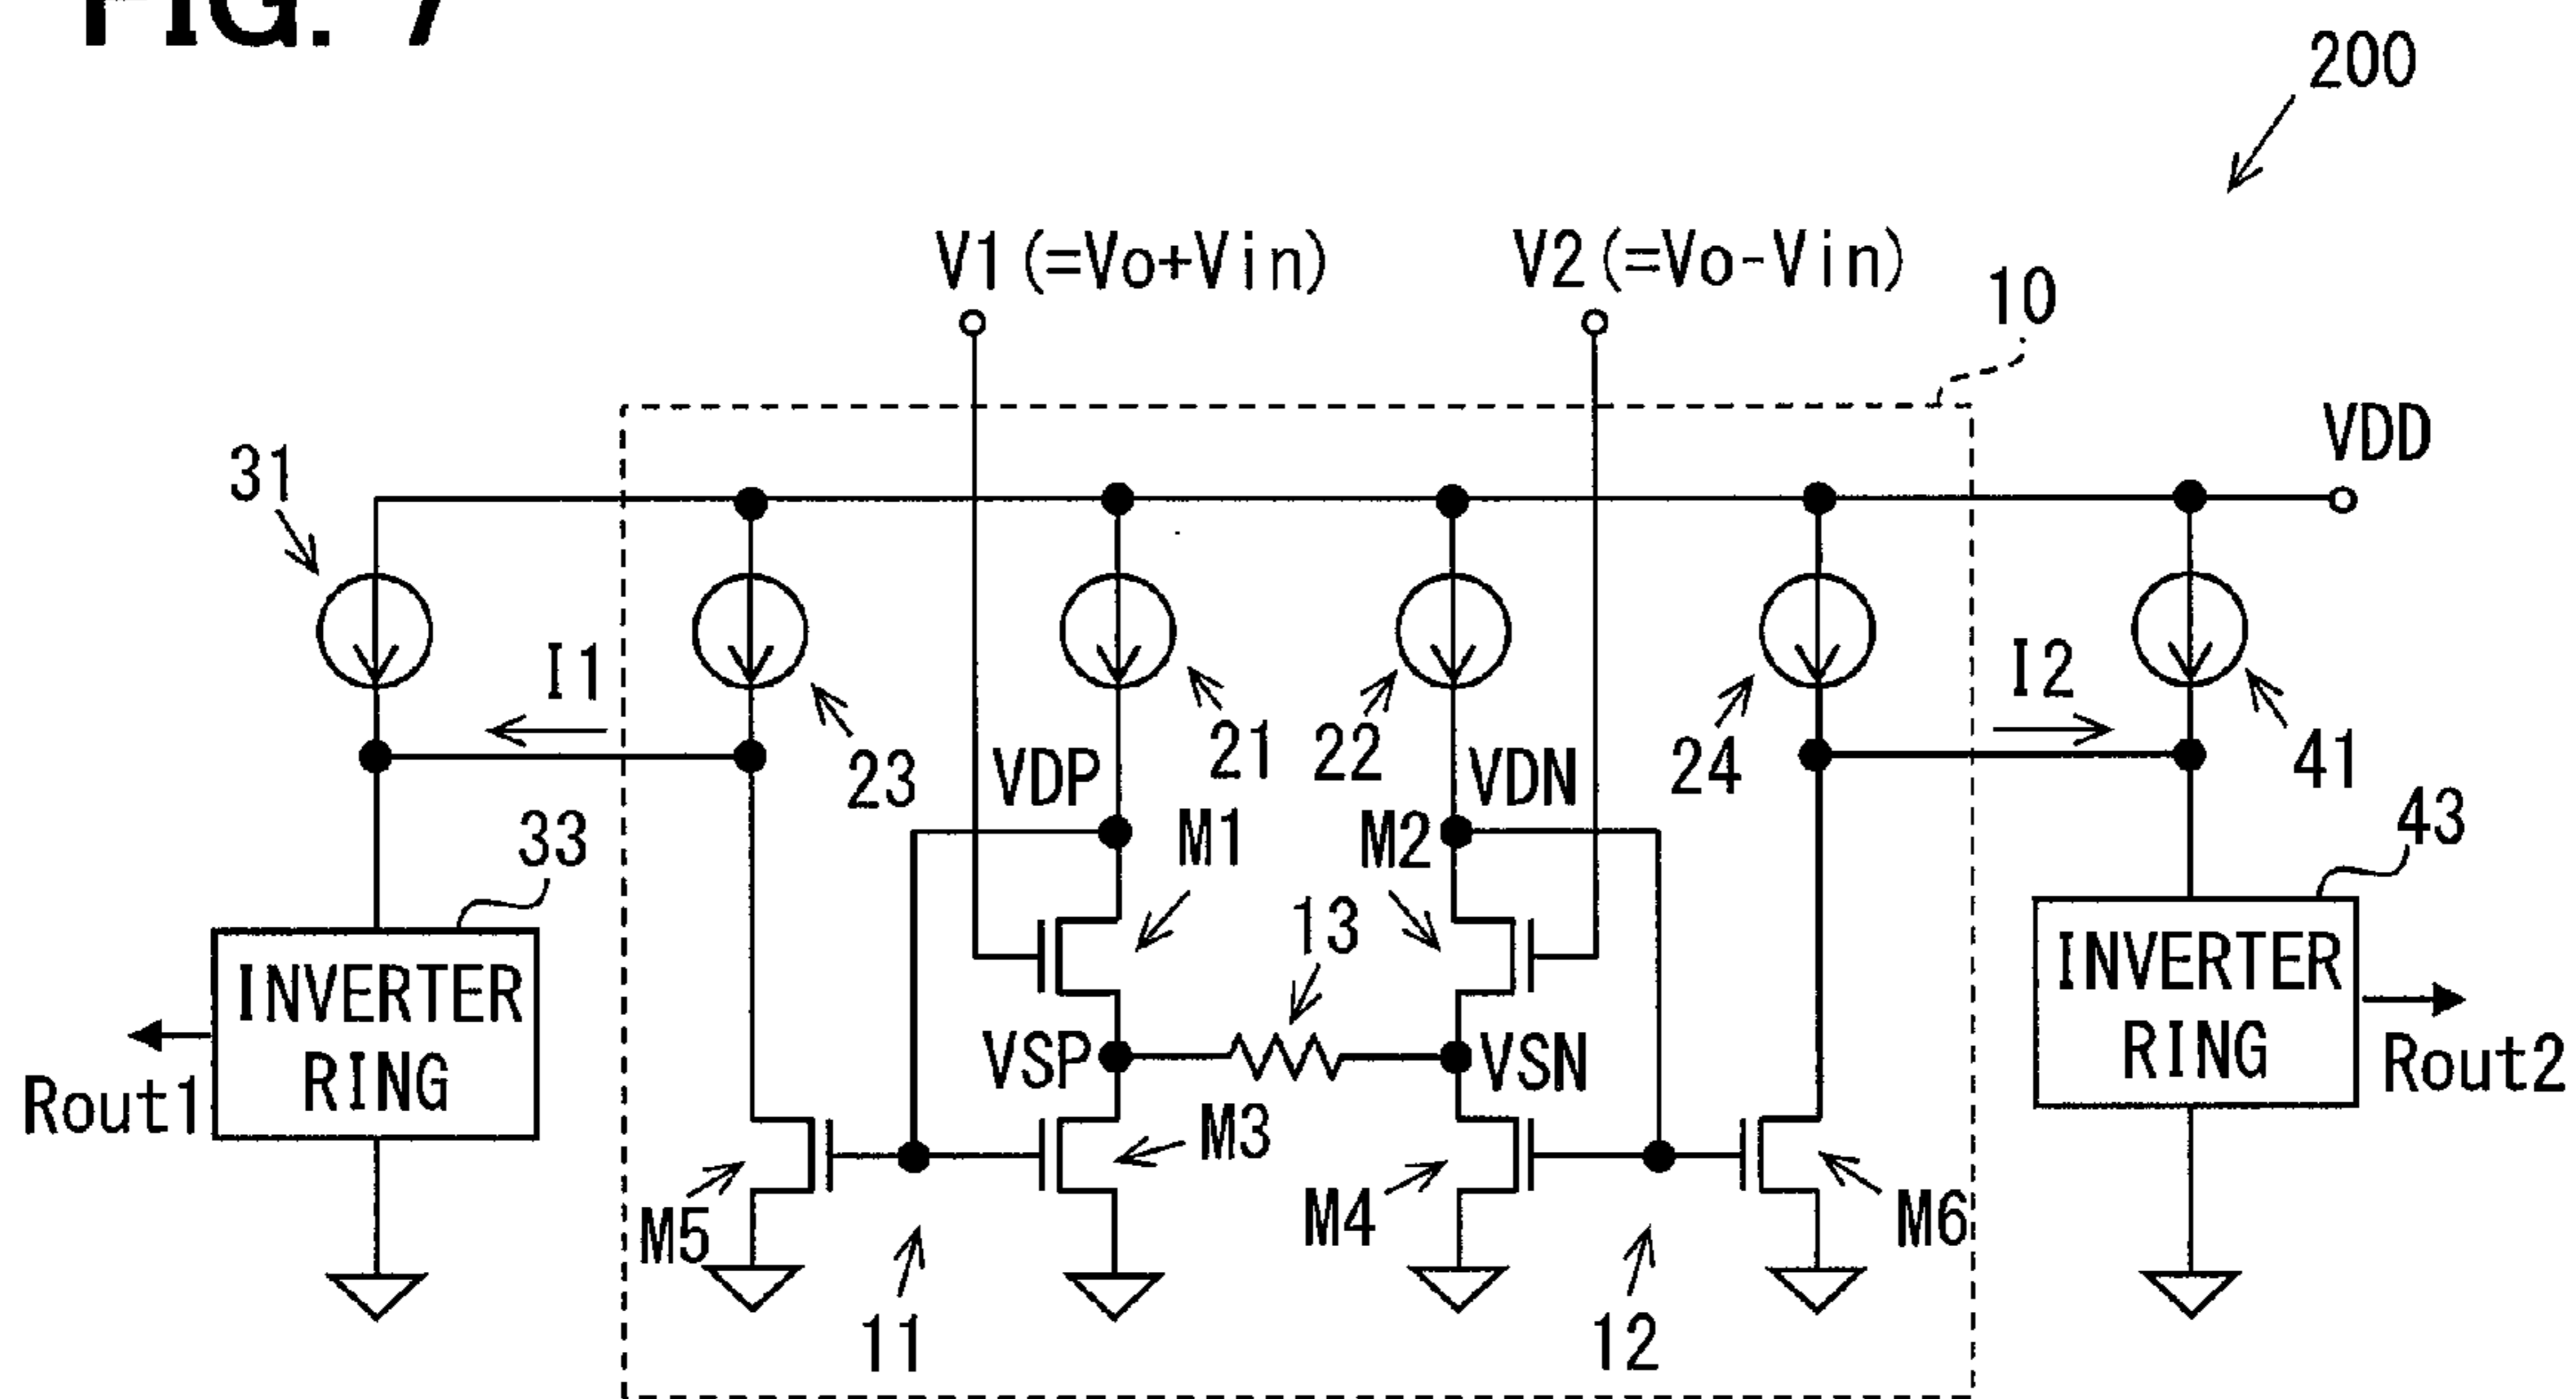 FIG. 7
200
V1(=Vo+Vin)
V2(=Vo-Vin)
10
VDD
31
I1
I2
23
VDP
21
22
VDN
24
41
33
M1
M2
43
13
INVERTER
RING
INVERTER
RING
VSP
VSN
Rout1
Rout2
M3
M5
M4
M6
11
12